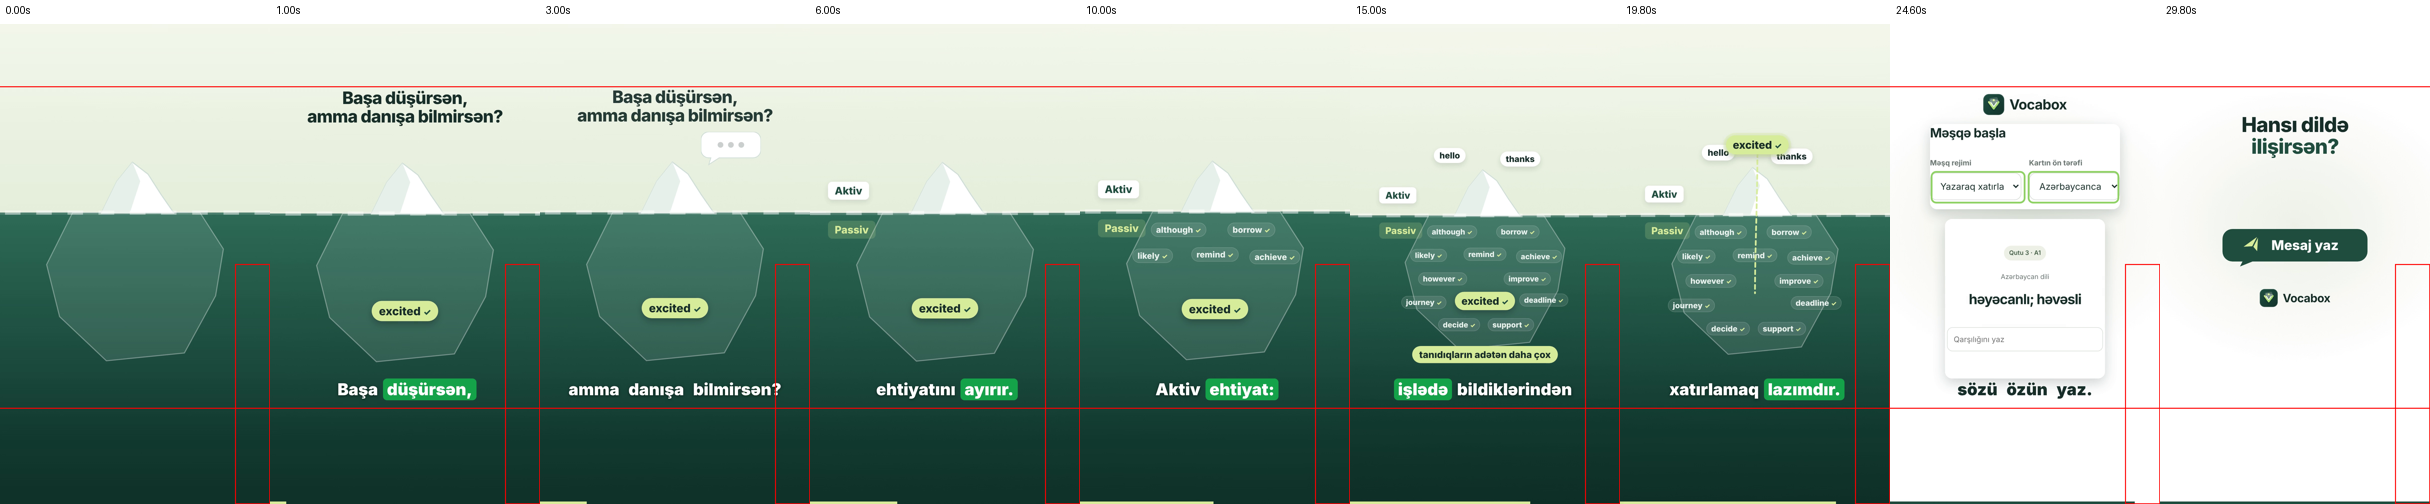 0.00s
1.00s
3.00s
6.00s
10.00s
15.00s
19.80s
24.60s
29.80s
Başa düşürsən,
amma danışa bilmirsən?
excited ✓
Başa düşürsən,
Başa düşürsən,
amma danışa bilmirsən?
excited ✓
amma danışa bilmirsən?
Aktiv
Passiv
excited ✓
ehtiyatını ayırır.
Aktiv
Passiv
although ✓
borrow ✓
likely ✓
remind ✓
achieve ✓
excited ✓
Aktiv ehtiyat:
hello
thanks
Aktiv
Passiv
although ✓
borrow ✓
likely ✓
remind ✓
achieve ✓
however ✓
improve ✓
journey ✓
excited ✓
deadline ✓
decide ✓
support ✓
tanıdıqların adətən daha çox
işlədə bildiklərindən
hello
excited ✓
thanks
Aktiv
Passiv
although ✓
borrow ✓
likely ✓
remind ✓
achieve ✓
however ✓
improve ✓
journey ✓
deadline ✓
decide ✓
support ✓
xatırlamaq lazımdır.
Vocabox
Məşqə başla
Məşq rejimi
Kartın ön tərəfi
Yazaraq xatırla
Azərbaycanca
Qutu 3 · A1
Azərbaycan dili
həyəcanlı; həvəsli
Qarşılığını yaz
sözü özün yaz.
Hansı dildə
ilişirsən?
Mesaj yaz
Vocabox